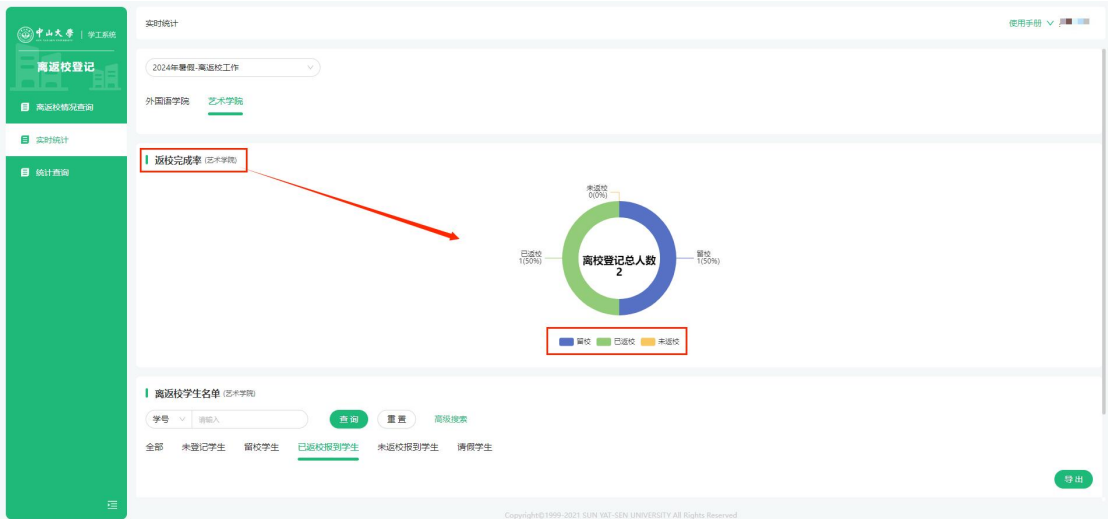 中山大學 | 学工系统
离返校登记
离返校情况查询
实时统计
统计查询
实时统计
使用手册
2024年暑假-离返校工作
外国语学院 艺术学院
返校完成率 (艺术学院)
未返校
0(0%)
已返校
1(50%)
离校登记总人数
2
留校
1(50%)
留校 已返校 未返校
离返校学生名单 (艺术学院)
学号 请输入 查询 重置 高级搜索
全部 未登记学生 留校学生 已返校报到学生 未返校报到学生 请假学生
导出
Copyright©1999-2021 SUN YAT-SEN UNIVERSITY All Rights Reserved